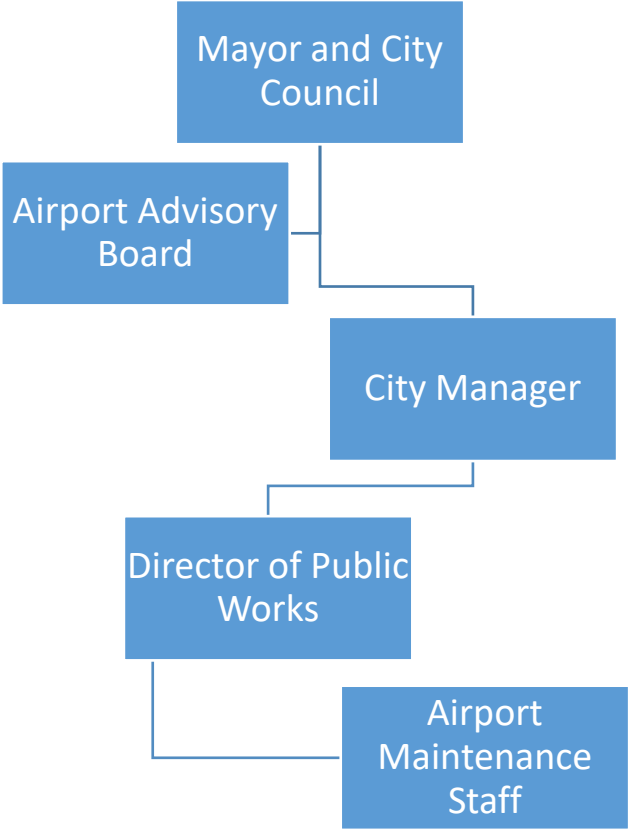 Mayor and City
Council
Airport Advisory
Board
City Manager
Director of Public
Works
Airport
Maintenance
Staff